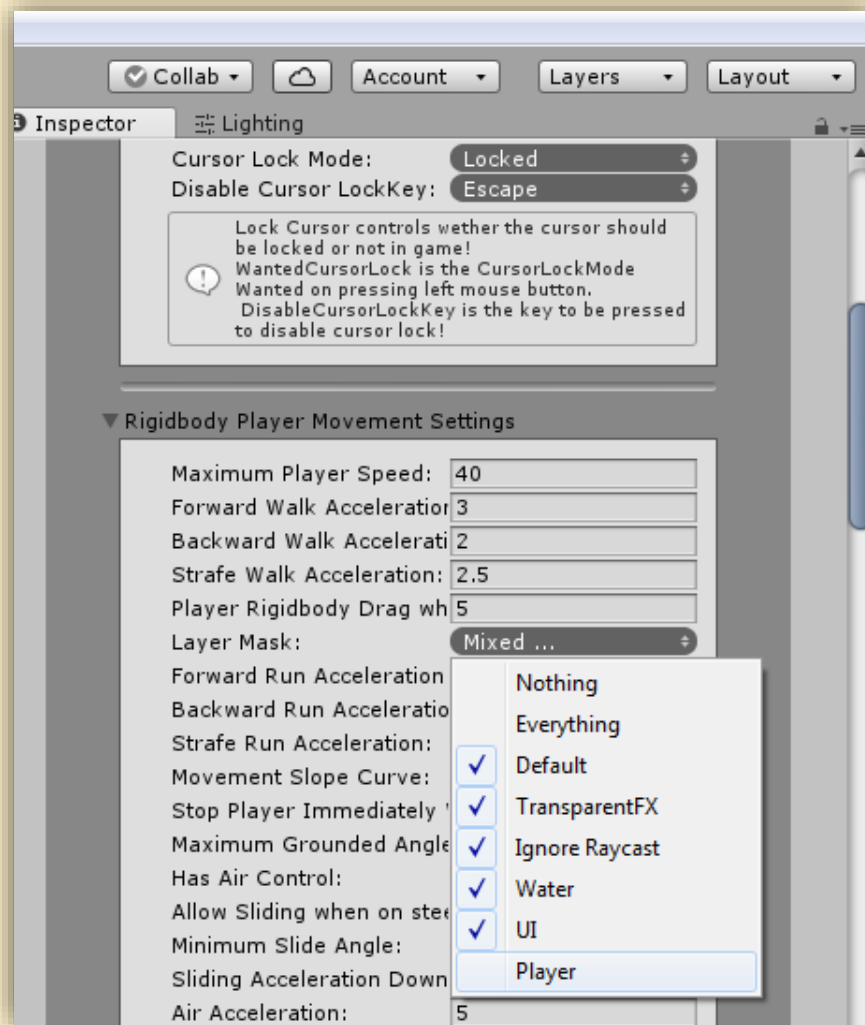 Collab Account Layers Layout
Inspector Lighting
Cursor Lock Mode: Locked
Disable Cursor LockKey: Escape
Lock Cursor controls wether the cursor should
be locked or not in game!
WantedCursorLock is the CursorLockMode
Wanted on pressing left mouse button.
DisableCursorLockKey is the key to be pressed
to disable cursor lock!
Rigidbody Player Movement Settings
Maximum Player Speed: 40
Forward Walk Acceleration 3
Backward Walk Accelerati 2
Strafe Walk Acceleration: 2.5
Player Rigidbody Drag wh 5
Layer Mask: Mixed ...
Forward Run Acceleration
Nothing
Backward Run Acceleratio
Everything
Strafe Run Acceleration:
Default
Movement Slope Curve:
TransparentFX
Stop Player Immediately
Maximum Grounded Angle
Ignore Raycast
Has Air Control:
Water
Allow Sliding when on stee
UI
Minimum Slide Angle:
Player
Sliding Acceleration Down
Air Acceleration: 5